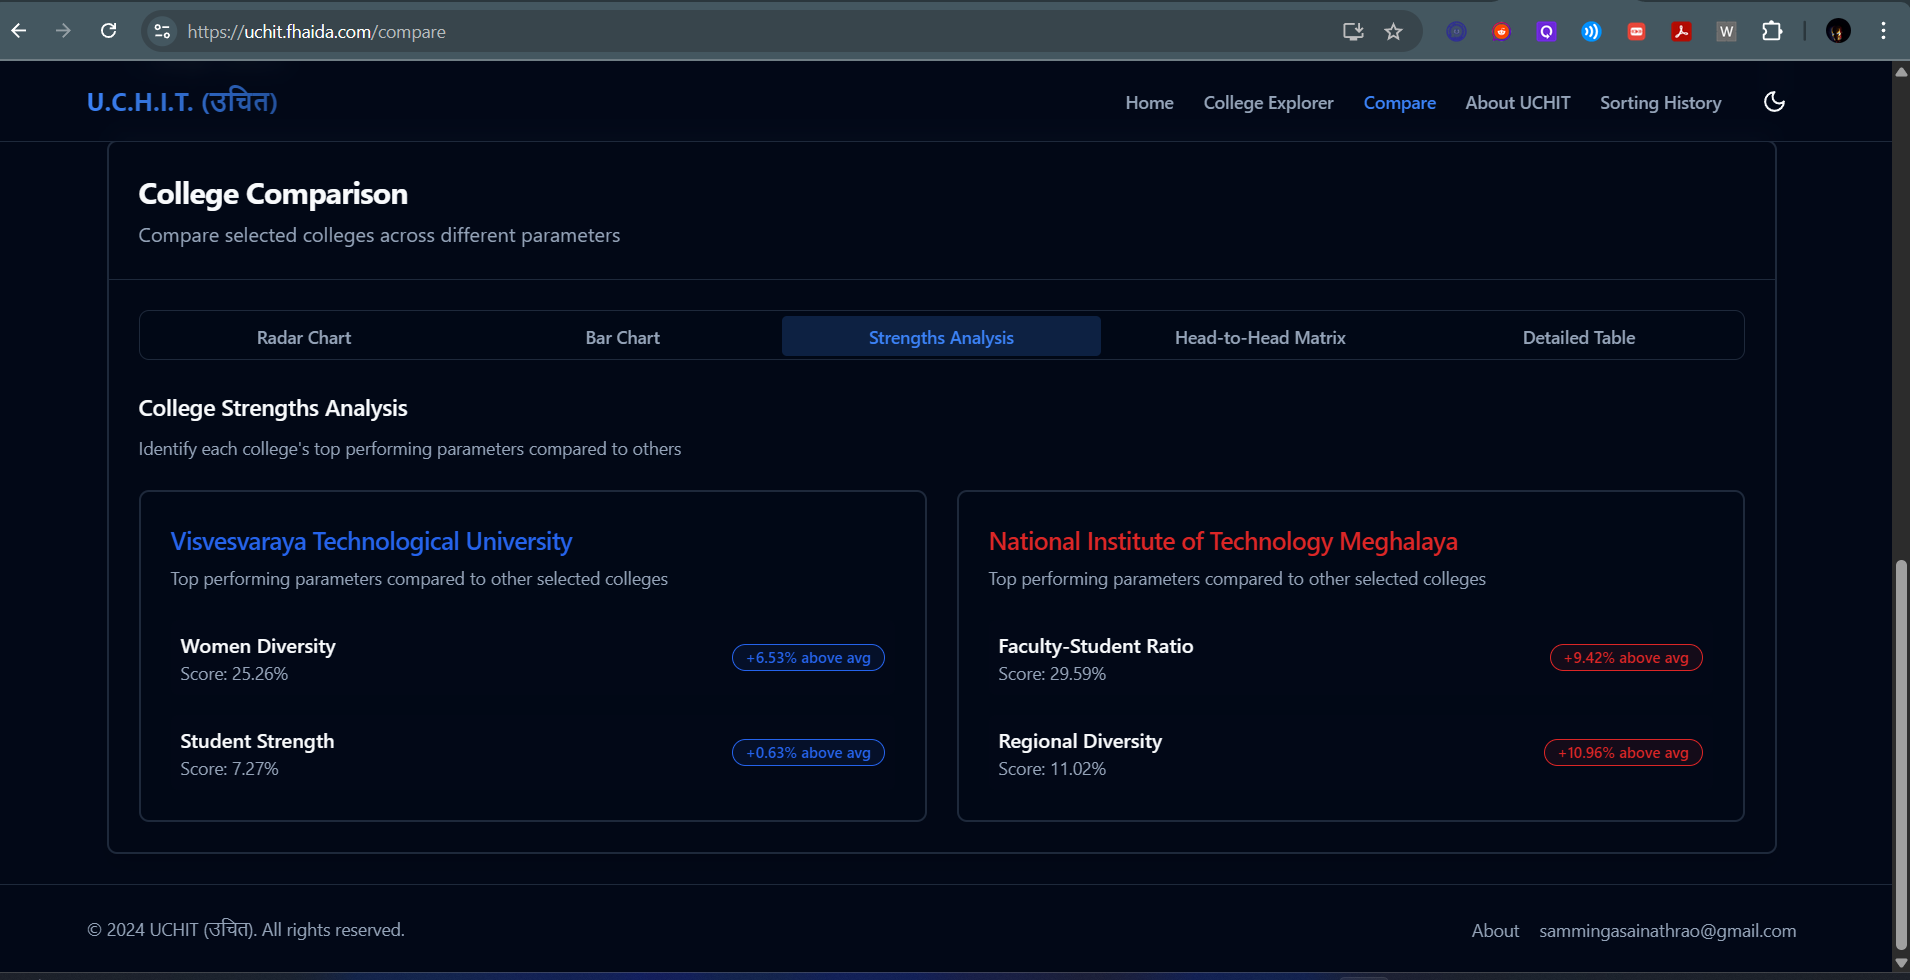 https://uchit.fhaida.com/compare
U.C.H.I.T. (उचित)
Home College Explorer Compare About UCHIT Sorting History
College Comparison
Compare selected colleges across different parameters
Radar Chart Bar Chart Strengths Analysis Head-to-Head Matrix Detailed Table
College Strengths Analysis
Identify each college's top performing parameters compared to others
Visvesvaraya Technological University
Top performing parameters compared to other selected colleges
Women Diversity
Score: 25.26%
+6.53% above avg
Student Strength
Score: 7.27%
+0.63% above avg
National Institute of Technology Meghalaya
Top performing parameters compared to other selected colleges
Faculty-Student Ratio
Score: 29.59%
+9.42% above avg
Regional Diversity
Score: 11.02%
+10.96% above avg
© 2024 UCHIT (उचित). All rights reserved.
About sammingasainathrao@gmail.com